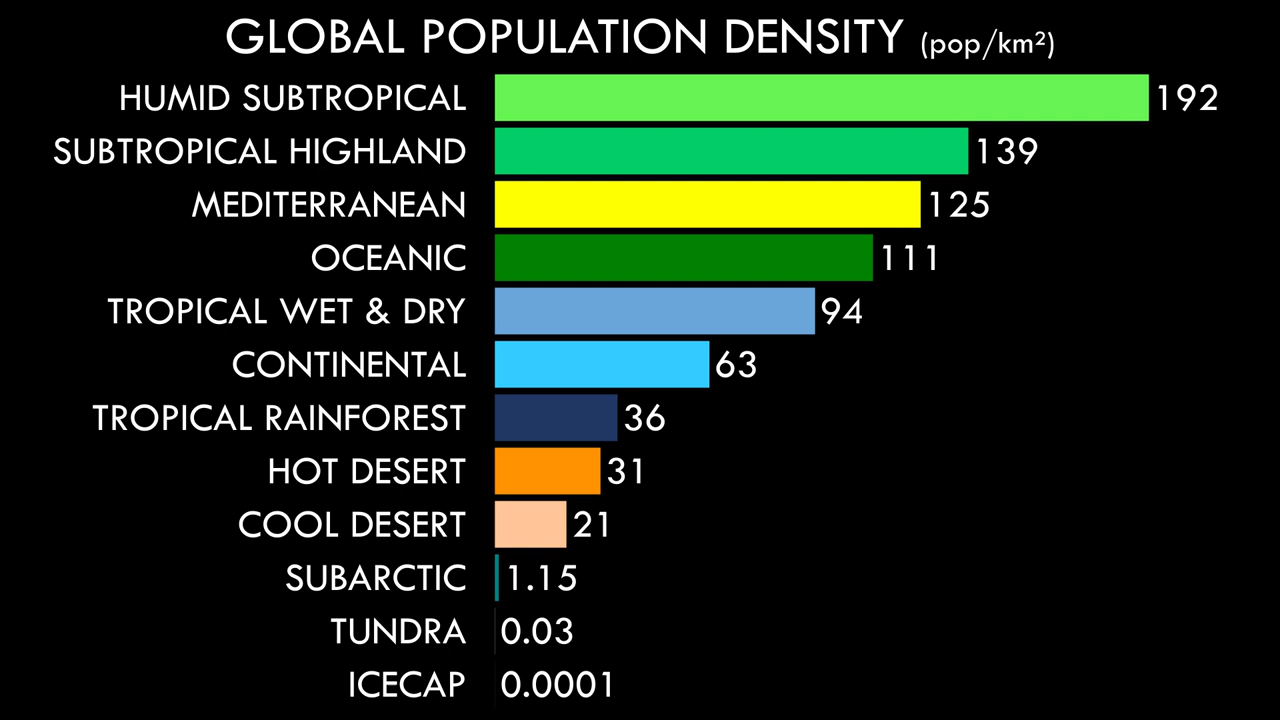 GLOBAL POPULATION DENSITY (pop/km²)
HUMID SUBTROPICAL 192
SUBTROPICAL HIGHLAND 139
MEDITERRANEAN 125
OCEANIC 111
TROPICAL WET & DRY 94
CONTINENTAL 63
TROPICAL RAINFOREST 36
HOT DESERT 31
COOL DESERT 21
SUBARCTIC 1.15
TUNDRA 0.03
ICECAP 0.0001